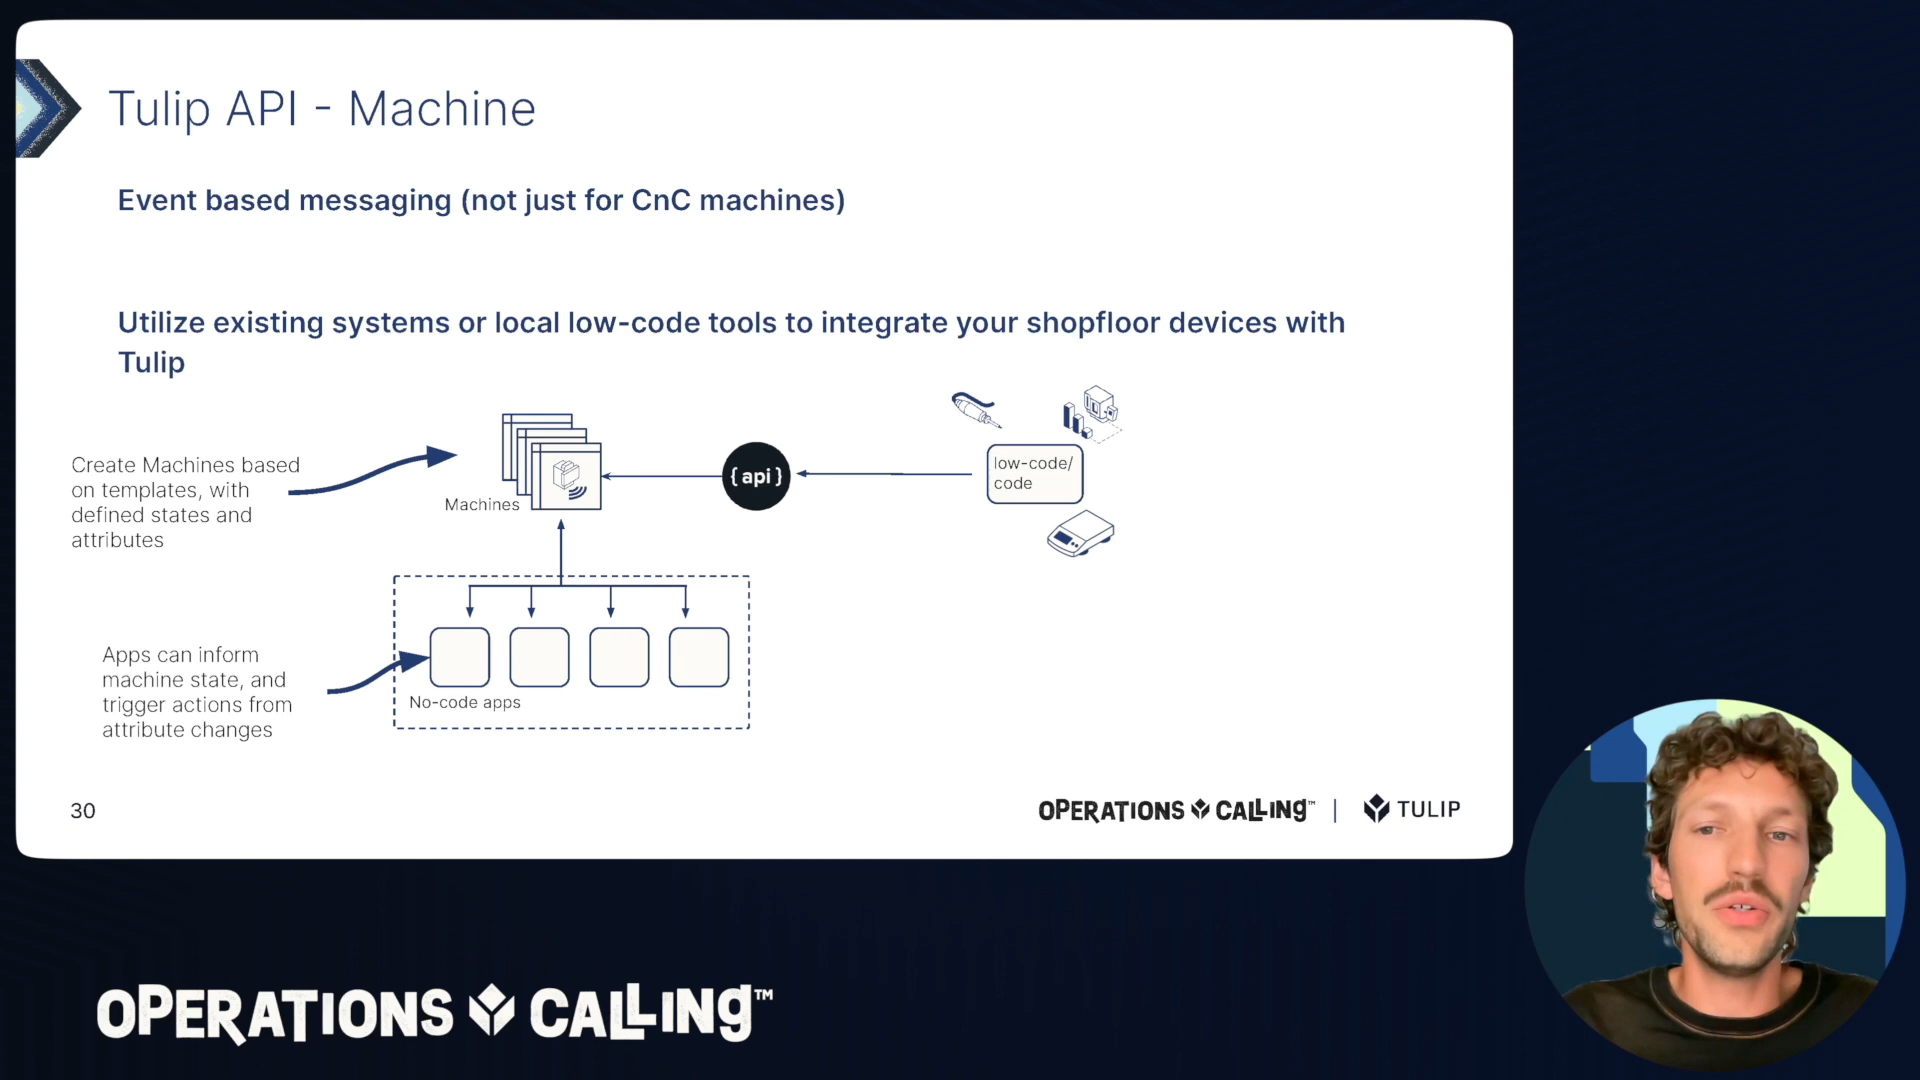 Tulip API - Machine
Event based messaging (not just for CnC machines)
Utilize existing systems or local low-code tools to integrate your shopfloor devices with
Tulip
Create Machines based
on templates, with
defined states and
attributes
Machines
{api}
low-code/
code
Apps can inform
machine state, and
trigger actions from
attribute changes
No-code apps
30
OPERATIONS CALLING™ | TULIP
OPERATIONS CALLING™